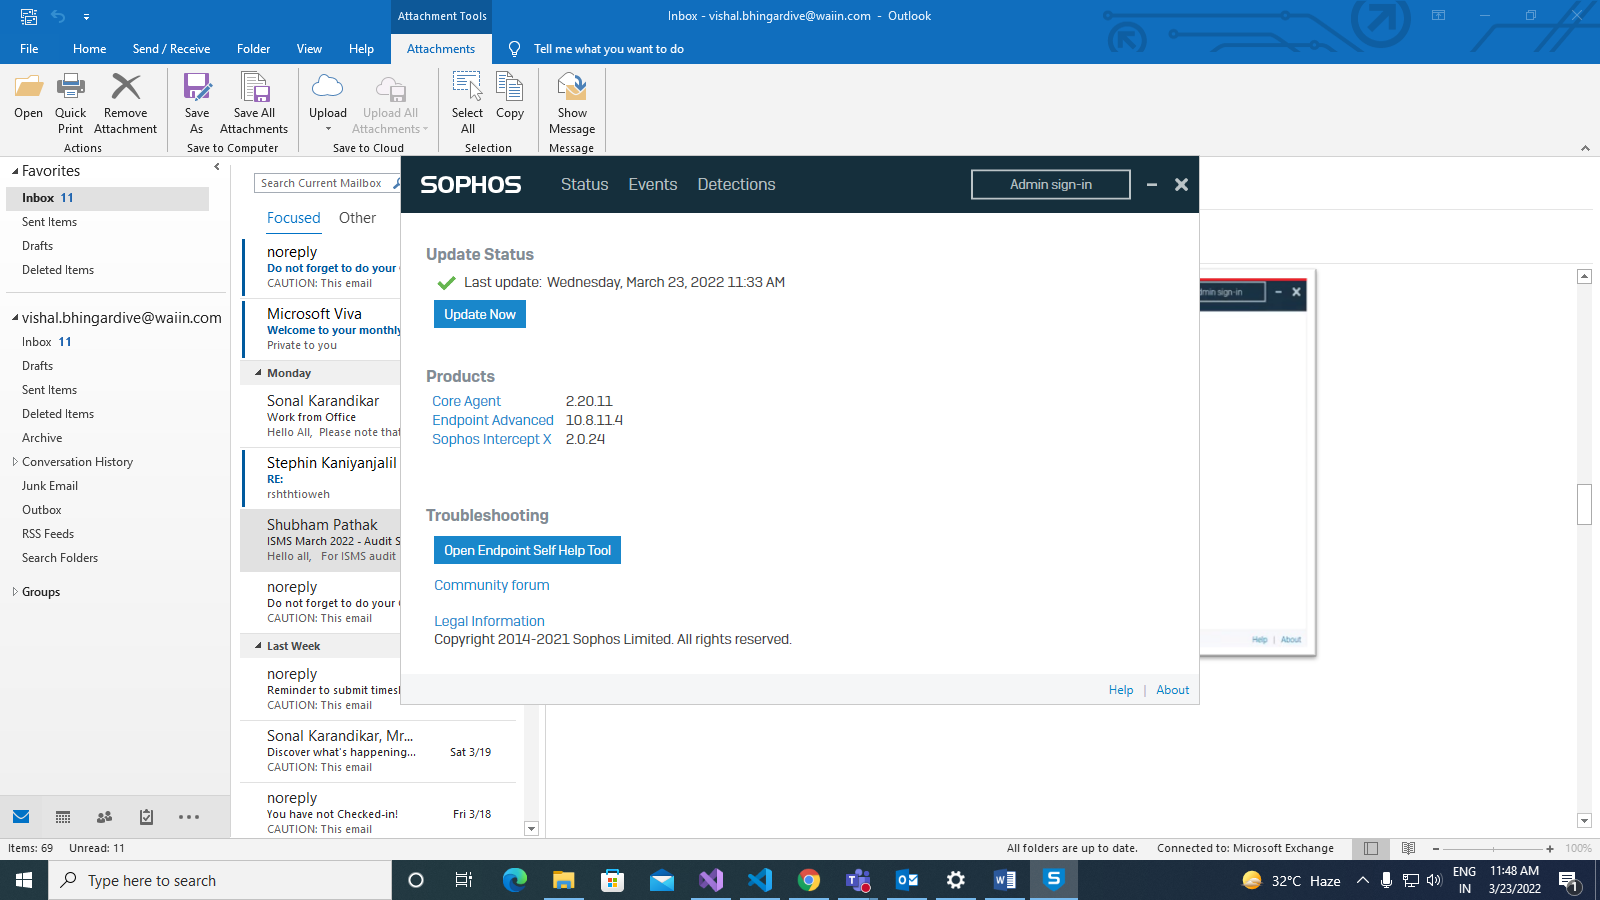 Attachment Tools
Inbox - vishal.bhingardive@waiin.com - Outlook
File Home Send / Receive Folder View Help Attachments Tell me what you want to do
Open
Quick Print
Remove Attachment
Actions
Save As
Save All Attachments
Save to Computer
Upload
Upload All Attachments
Save to Cloud
Select All
Copy
Selection
Show Message
Message
Favorites
Inbox 11
Sent Items
Drafts
Deleted Items
vishal.bhingardive@waiin.com
Inbox 11
Drafts
Sent Items
Deleted Items
Archive
Conversation History
Junk Email
Outbox
RSS Feeds
Search Folders
Groups
Search Current Mailbox
Focused Other
noreply
Do not forget to do your
CAUTION: This email
Microsoft Viva
Welcome to your monthly
Private to you
Monday
Sonal Karandikar
Work from Office
Hello All, Please note that
Stephin Kaniyanjalil
RE:
rshthtioweh
Shubham Pathak
ISMS March 2022 - Audit S
Hello all, For ISMS audit
noreply
Do not forget to do your
CAUTION: This email
Last Week
noreply
Reminder to submit timesh
CAUTION: This email
Sonal Karandikar, Mr...
Discover what's happening... Sat 3/19
CAUTION: This email
noreply
You have not Checked-in! Fri 3/18
CAUTION: This email
SOPHOS Status Events Detections Admin sign-in
Update Status
Last update: Wednesday, March 23, 2022 11:33 AM
Update Now
Products
Core Agent 2.20.11
Endpoint Advanced 10.8.11.4
Sophos Intercept X 2.0.24
Troubleshooting
Open Endpoint Self Help Tool
Community forum
Legal Information
Copyright 2014-2021 Sophos Limited. All rights reserved.
Help | About
sign-in
Help | About
Items: 69 Unread: 11
All folders are up to date. Connected to: Microsoft Exchange 100%
Type here to search
32°C Haze
ENG
IN
11:48 AM
3/23/2022
1